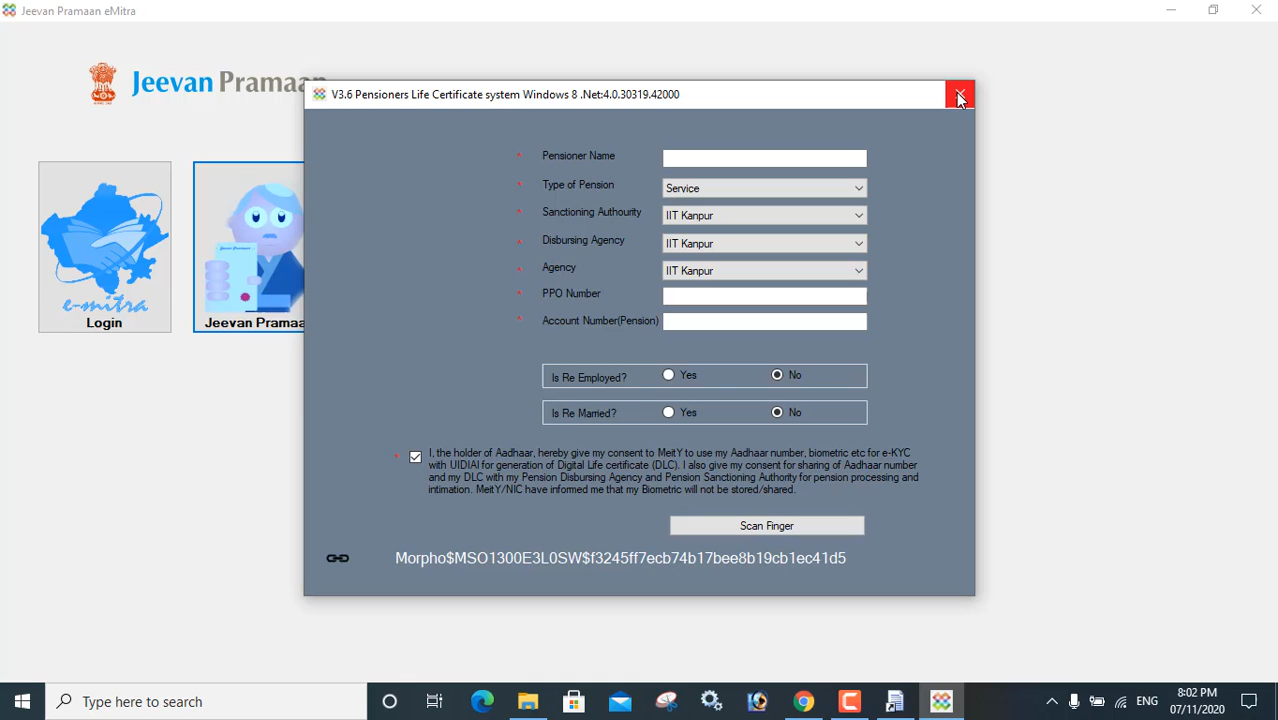 Jeevan Pramaan eMitra
Jeevan Pramaan
V3.6 Pensioners Life Certificate system Windows 8 .Net:4.0.30319.42000
* Pensioner Name
* Type of Pension Service
* Sanctioning Authourity IIT Kanpur
* Disbursing Agency IIT Kanpur
* Agency IIT Kanpur
* PPO Number
* Account Number(Pension)
Is Re Employed? Yes No
Is Re Married? Yes No
* I, the holder of Aadhaar, hereby give my consent to MeitY to use my Aadhaar number, biometric etc for e-KYC
with UIDIAI for generation of Digital Life certificate (DLC). I also give my consent for sharing of Aadhaar number
and my DLC with my Pension Disbursing Agency and Pension Sanctioning Authority for pension processing and
intimation. MeitY/NIC have informed me that my Biometric will not be stored/shared.
Scan Finger
Morpho$MSO1300E3L0SW$f3245ff7ecb74b17bee8b19cb1ec41d5
e-mitra
Login
Jeevan Pramaa
Type here to search
ENG
8:02 PM
07/11/2020